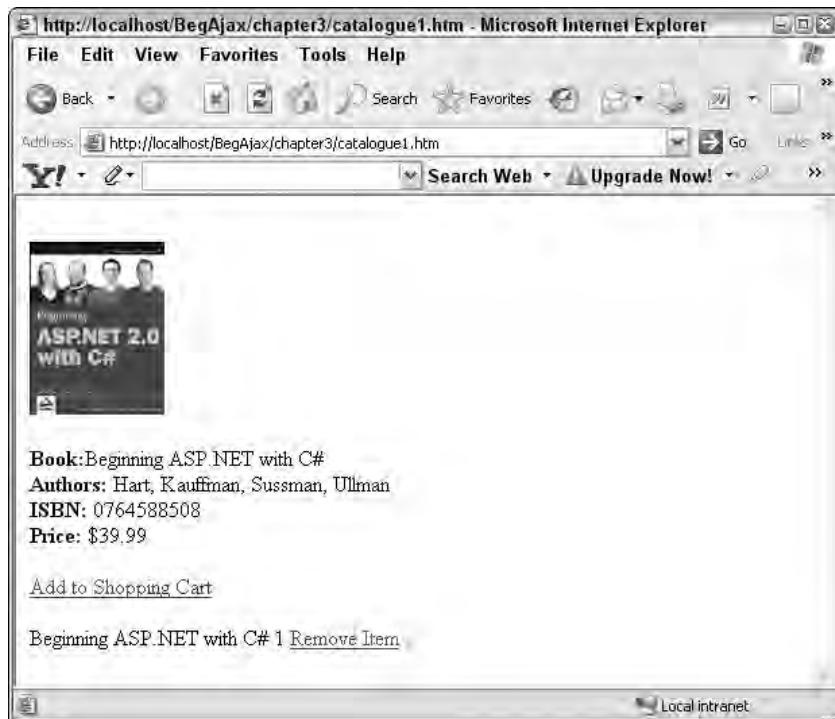 http://localhost/BegAjax/chapter3/catalogue1.htm - Microsoft Internet Explorer
File Edit View Favorites Tools Help
Back Search Favorites »
Address http://localhost/BegAjax/chapter3/catalogue1.htm Go Links »
Y! Search Web Upgrade Now! »
Beginning
ASP.NET 2.0
with C#
Book:Beginning ASP.NET with C#
Authors: Hart, Kauffman, Sussman, Ullman
ISBN: 0764588508
Price: $39.99
Add to Shopping Cart
Beginning ASP.NET with C# 1 Remove Item
Local intranet